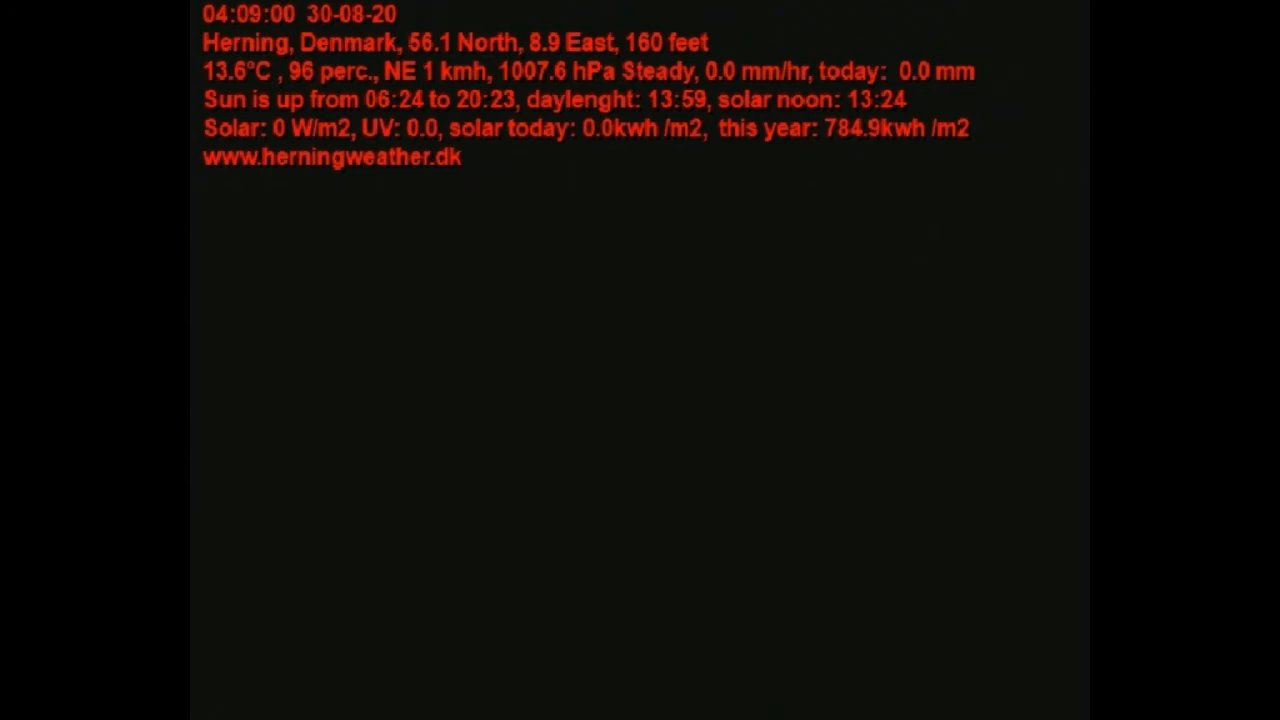 04:09:00 30-08-20
Herning, Denmark, 56.1 North, 8.9 East, 160 feet
13.6°C , 96 perc., NE 1 kmh, 1007.6 hPa Steady, 0.0 mm/hr, today: 0.0 mm
Sun is up from 06:24 to 20:23, daylenght: 13:59, solar noon: 13:24
Solar: 0 W/m2, UV: 0.0, solar today: 0.0kwh /m2, this year: 784.9kwh /m2
www.herningweather.dk